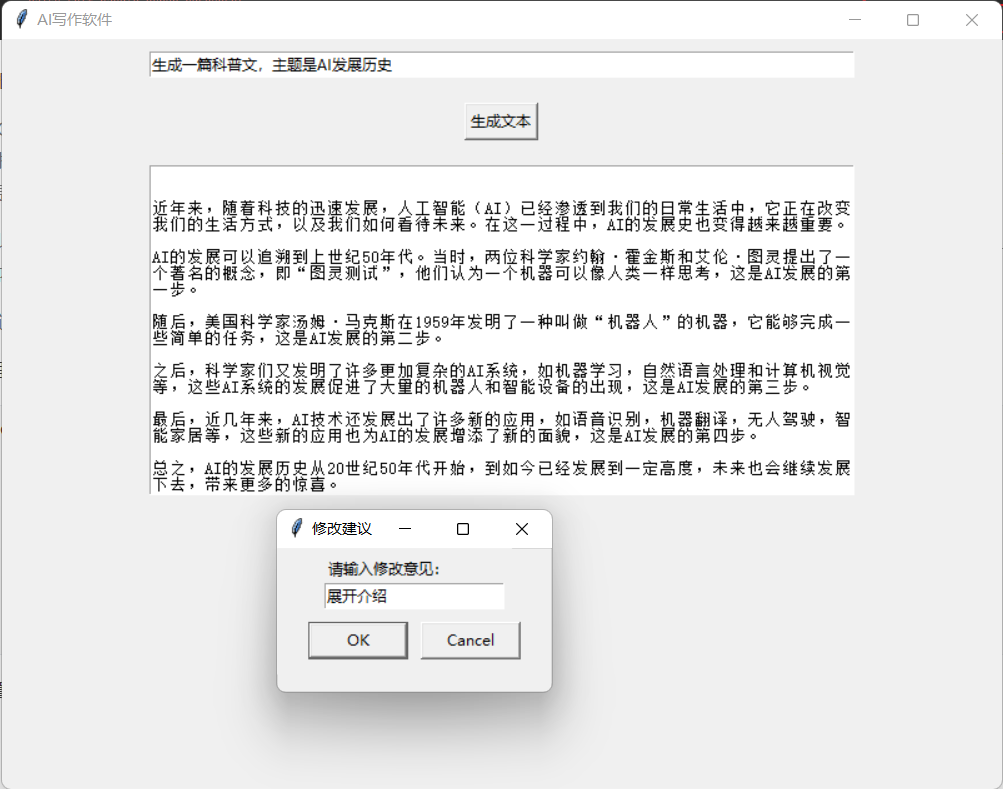 AI写作软件
生成一篇科普文，主题是AI发展历史
生成文本
近年来，随着科技的迅速发展，人工智能（AI）已经渗透到我们的日常生活中，它正在改变
我们的生活方式，以及我们如何看待未来。在这一过程中，AI的发展史也变得越来越重要。
AI的发展可以追溯到上世纪50年代。当时，两位科学家约翰·霍金斯和艾伦·图灵提出了一
个著名的概念，即“图灵测试”，他们认为一个机器可以像人类一样思考，这是AI发展的第
一步。
随后，美国科学家汤姆·马克斯在1959年发明了一种叫做“机器人”的机器，它能够完成一
些简单的任务，这是AI发展的第二步。
之后，科学家们又发明了许多更加复杂的AI系统，如机器学习，自然语言处理和计算机视觉
等，这些AI系统的发展促进了大量的机器人和智能设备的出现，这是AI发展的第三步。
最后，近几年来，AI技术还发展出了许多新的应用，如语音识别，机器翻译，无人驾驶，智
能家居等，这些新的应用也为AI的发展增添了新的面貌，这是AI发展的第四步。
总之，AI的发展历史从20世纪50年代开始，到如今已经发展到一定高度，未来也会继续发展
下去，带来更多的惊喜。
修改建议
请输入修改意见：
展开介绍
OK Cancel